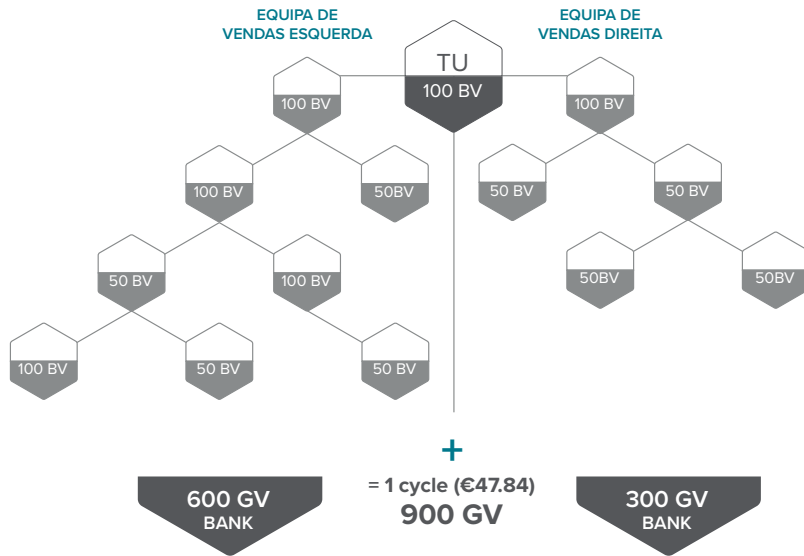 EQUIPA DE
VENDAS ESQUERDA
EQUIPA DE
VENDAS DIREITA
TU
100 BV
100 BV
100 BV
100 BV
50BV
50 BV
50 BV
50 BV
100 BV
50BV
50BV
100 BV
50 BV
50 BV
+
= 1 cycle (€47.84)
900 GV
600 GV
BANK
300 GV
BANK